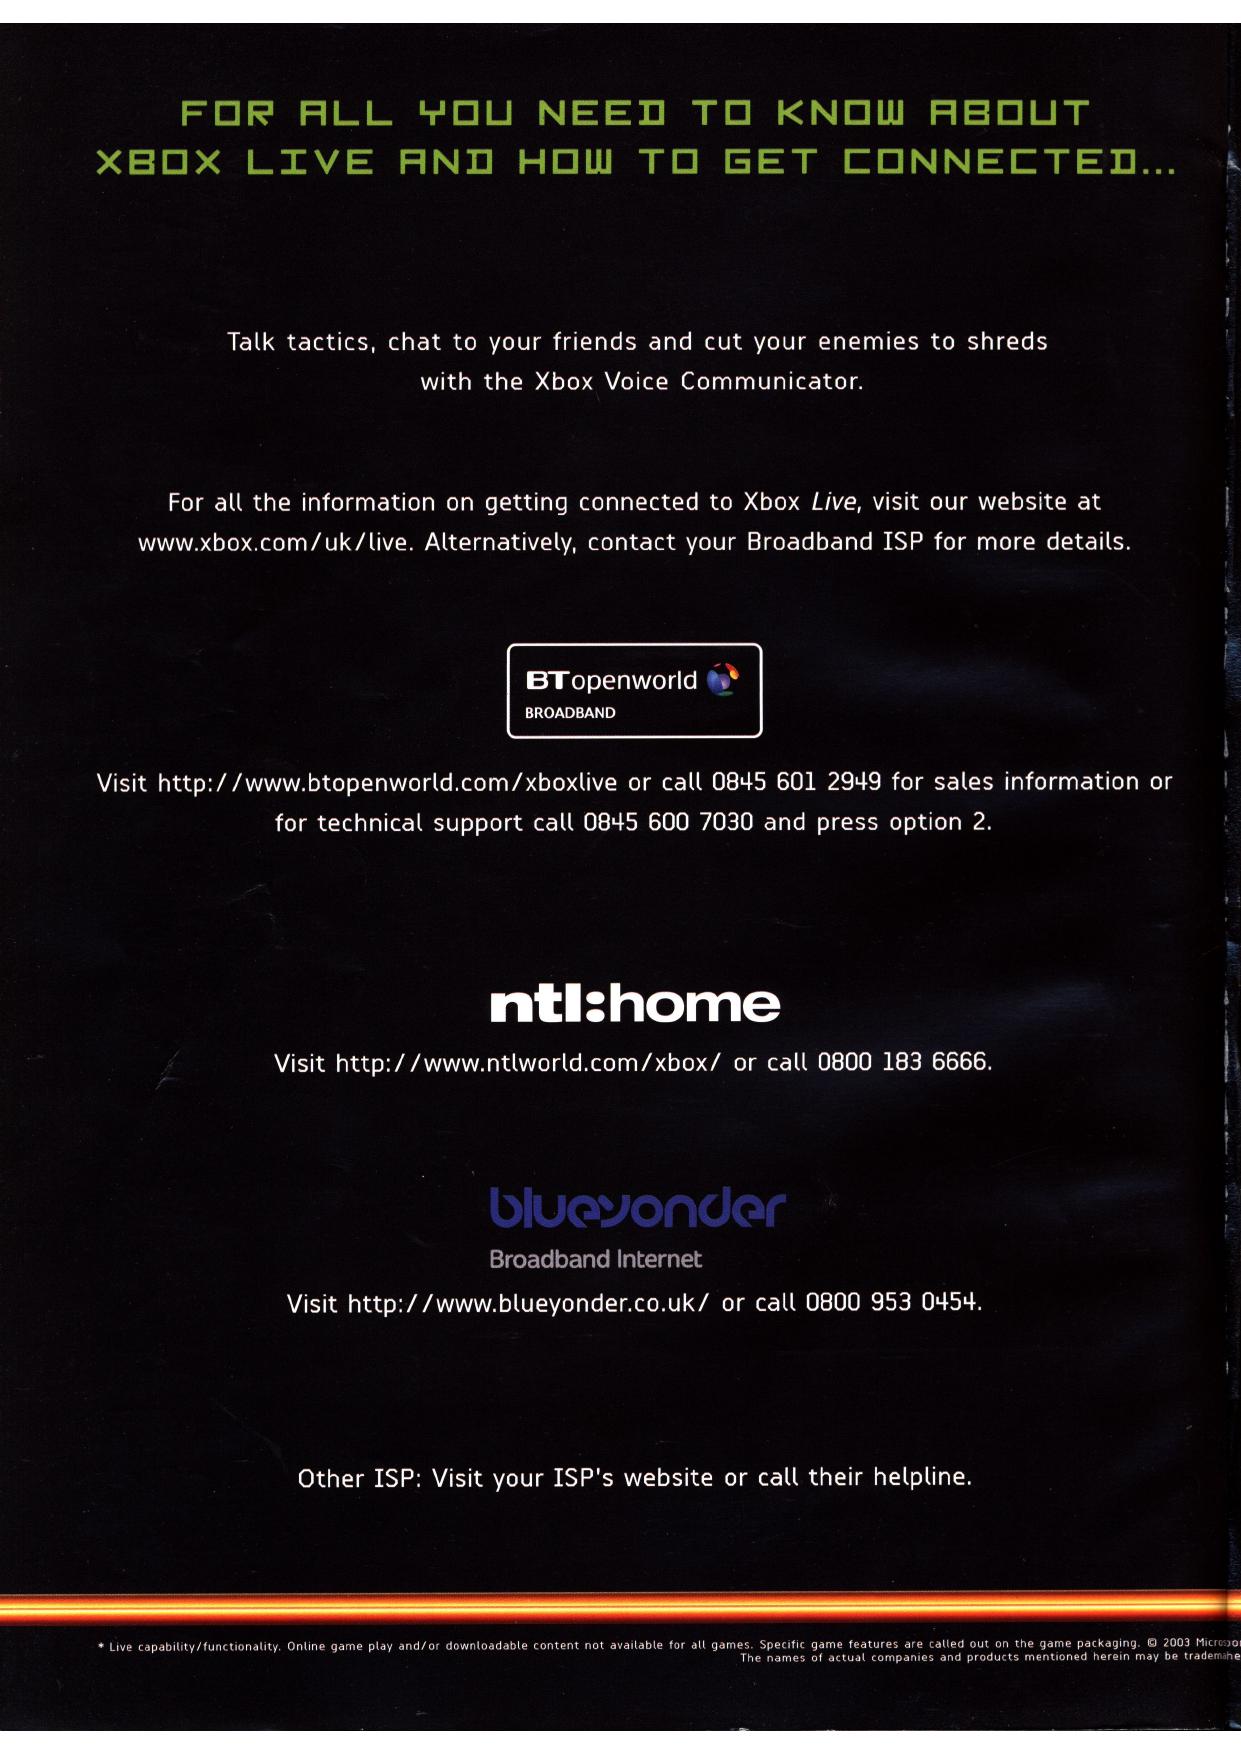 FOR ALL YOU NEED TO KNOW ABOUT
XBOX LIVE AND HOW TO GET CONNECTED...
Talk tactics, chat to your friends and cut your enemies to shreds
with the Xbox Voice Communicator.
For all the information on getting connected to Xbox Live, visit our website at
www.xbox.com/uk/live. Alternatively, contact your Broadband ISP for more details.
BTopenworld
BROADBAND
Visit http://www.btopenworld.com/xboxlive or call 0845 601 2949 for sales information or
for technical support call 0845 600 7030 and press option 2.
ntl:home
Visit http://www.ntlworld.com/xbox/ or call 0800 183 6666.
blueyonder
Broadband Internet
Visit http://www.blueyonder.co.uk/ or call 0800 953 0454.
Other ISP: Visit your ISP's website or call their helpline.
* Live capability/functionality. Online game play and/or downloadable content not available for all games. Specific game features are called out on the game packaging. © 2003
The names of actual companies and products mentioned herein may be